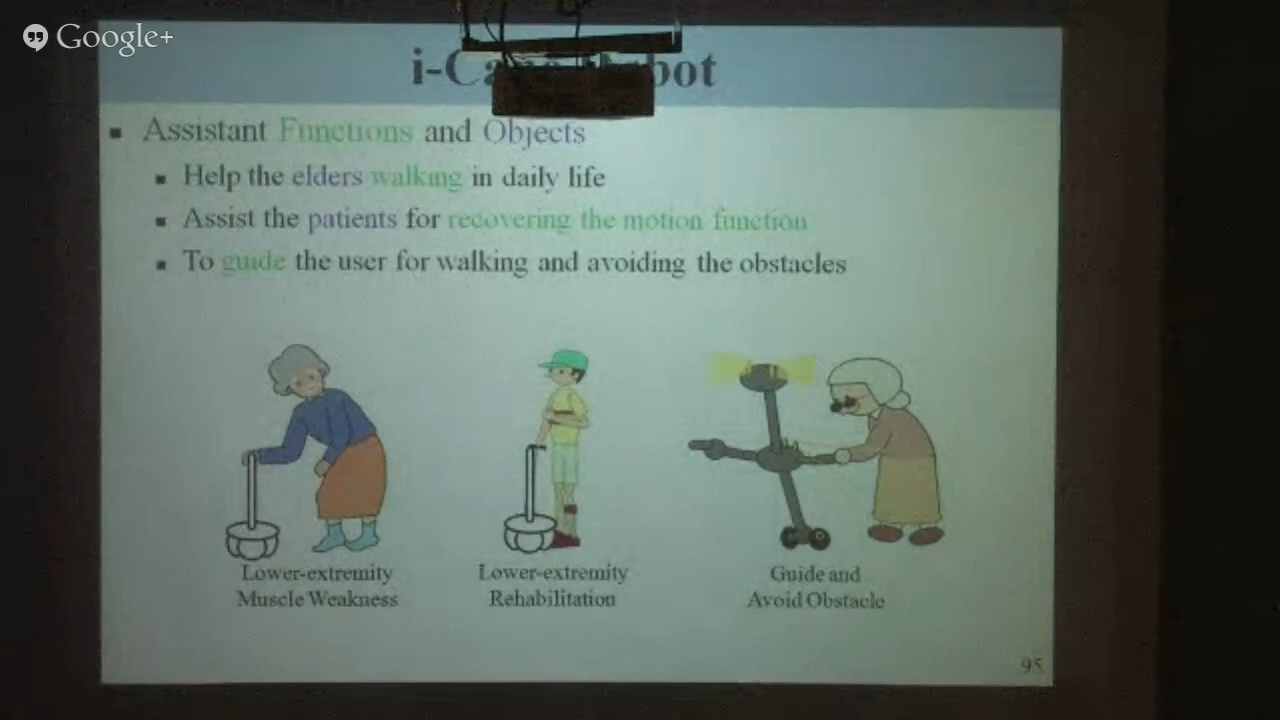 Google+
i-Ca bot
Assistant Functions and Objects
Help the elders walking in daily life
Assist the patients for recovering the motion function
To guide the user for walking and avoiding the obstacles
Lower-extremity
Muscle Weakness
Lower-extremity
Rehabilitation
Guide and
Avoid Obstacle
95